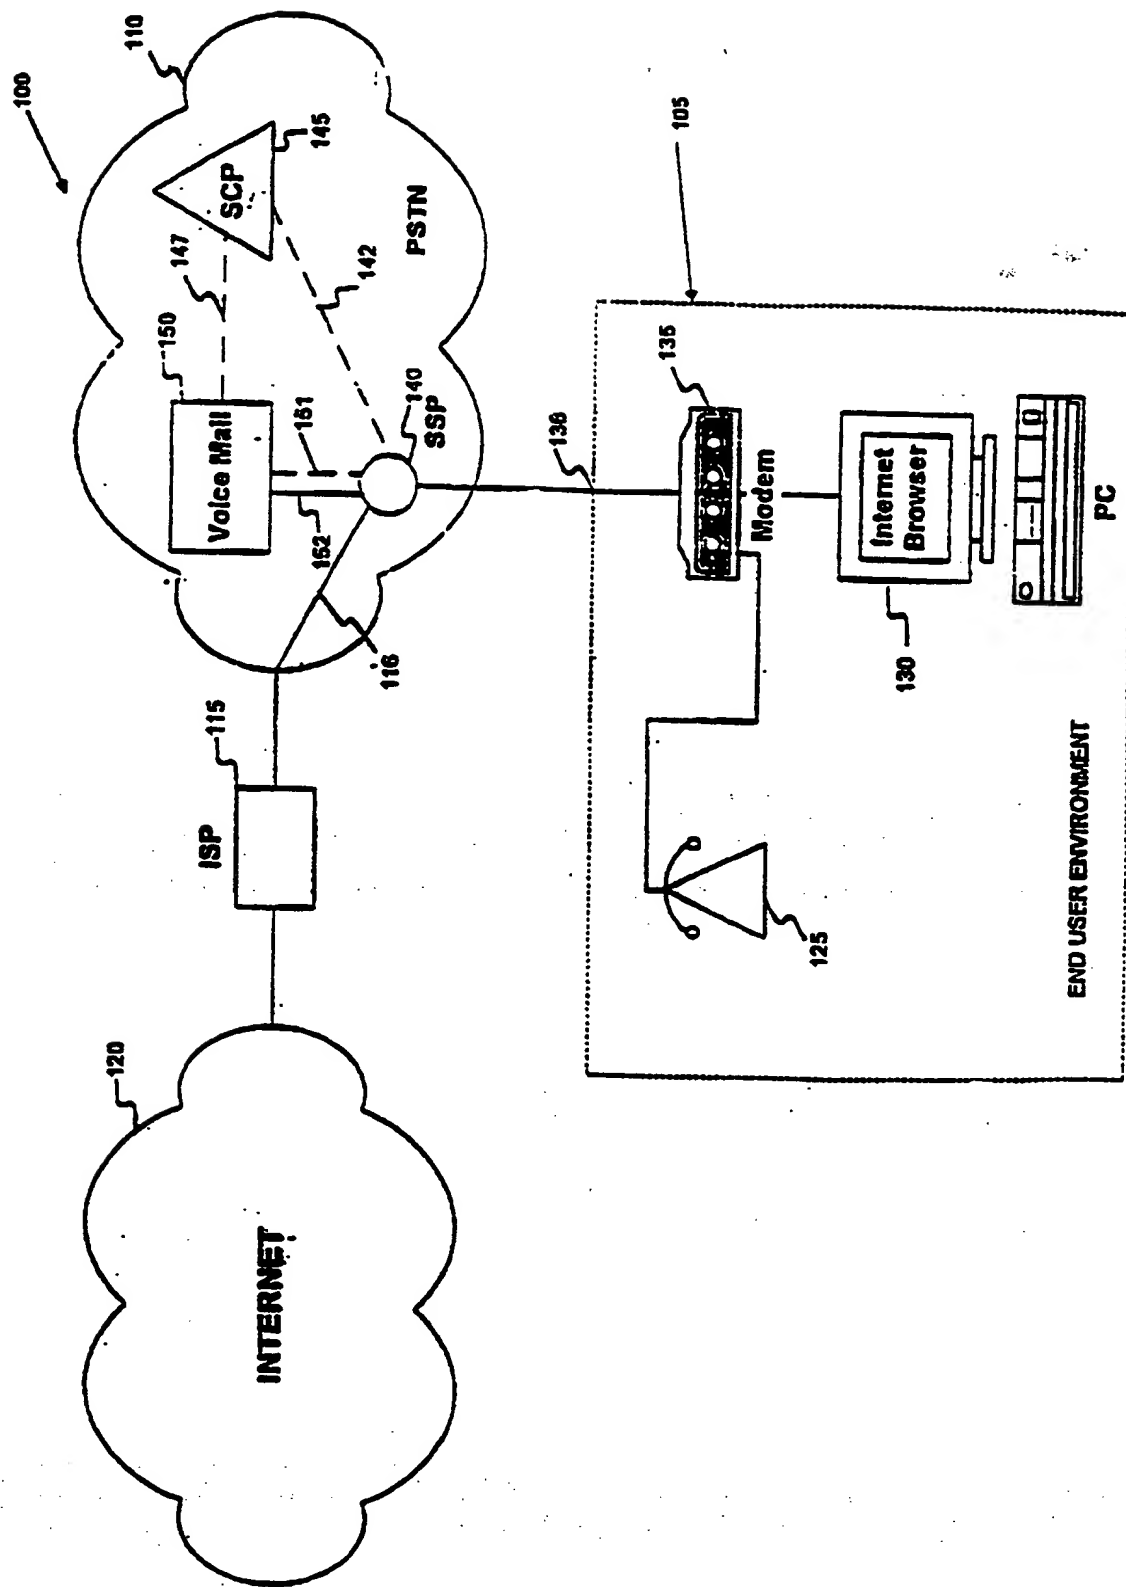 100
120
110
150
147
ISP
115
Voice Mail
SCP
INTERNET
145
152
151
142
116
140
PSTN
SSP
136
105
135
Modem
125
Internet
Browser
130
END USER ENVIRONMENT
PC